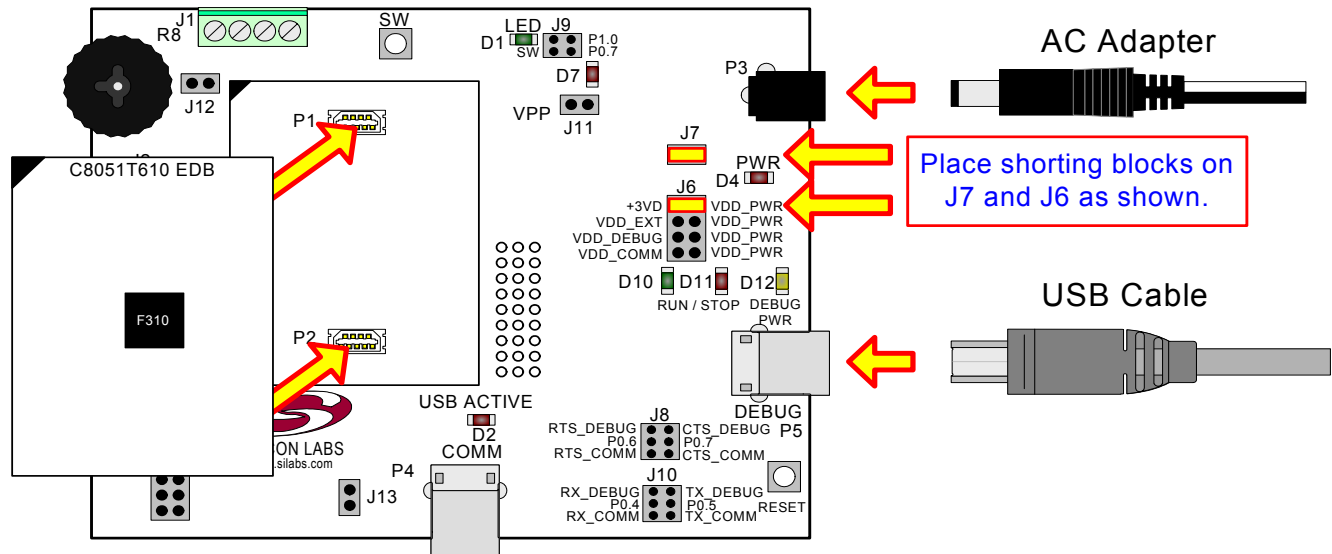 J1
R8
SW
LED
D1
SW
J9
P1.0
P0.7
D7
VPP
J11
J12
P3
AC Adapter
J7
PWR
D4
Place shorting blocks on
J7 and J6 as shown.
J6
+3VD VDD_PWR
VDD_EXT VDD_PWR
VDD_DEBUG VDD_PWR
VDD_COMM VDD_PWR
D10 D11 D12
RUN / STOP
DEBUG
PWR
P1
C8051T610 EDB
F310
P2
USB Cable
DEBUG
P5
USB ACTIVE
D2
COMM
P4
CON LABS
.silabs.com
J13
J8
RTS_DEBUG CTS_DEBUG
P0.6 P0.7
RTS_COMM CTS_COMM
J10
RX_DEBUG TX_DEBUG
P0.4 P0.5
RX_COMM TX_COMM
RESET